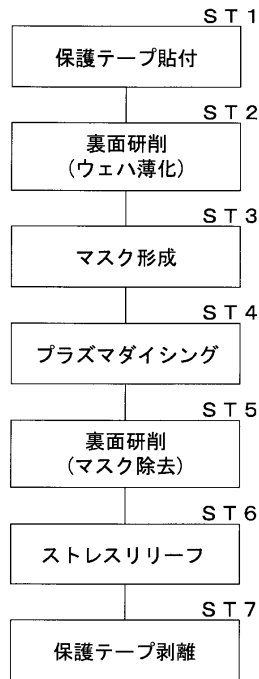 ST1
保護テープ貼付
ST2
裏面研削
(ウェハ薄化)
ST3
マスク形成
ST4
プラズマダイシング
ST5
裏面研削
(マスク除去)
ST6
ストレスリリーフ
ST7
保護テープ剥離